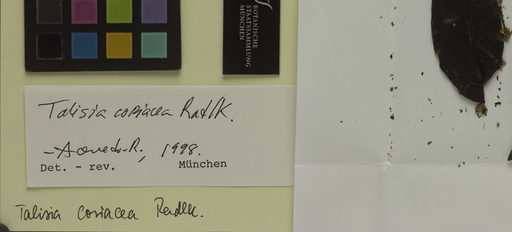 BOTANISCHE
STAATSSAMMLUNG
MÜNCHEN
Talisia coriacea Radlk.
Acevedo-R., 1998.
Det. - rev. München
Talisia coriacea Radlk.